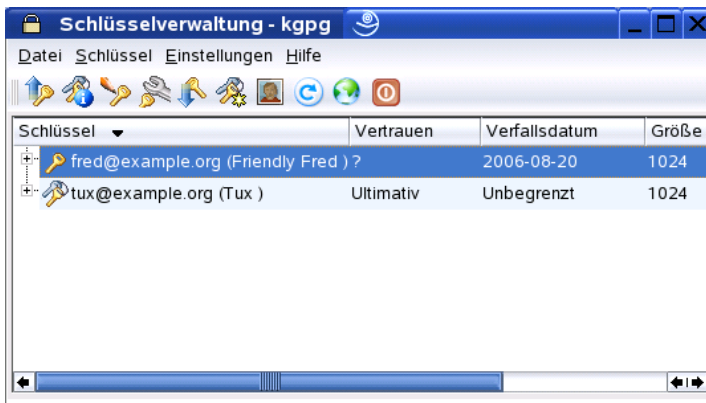 Schlüsselverwaltung - kgpg
Datei Schlüssel Einstellungen Hilfe
Schlüssel Vertrauen Verfallsdatum Größe
fred@example.org (Friendly Fred ) ? 2006-08-20 1024
tux@example.org (Tux ) Ultimativ Unbegrenzt 1024